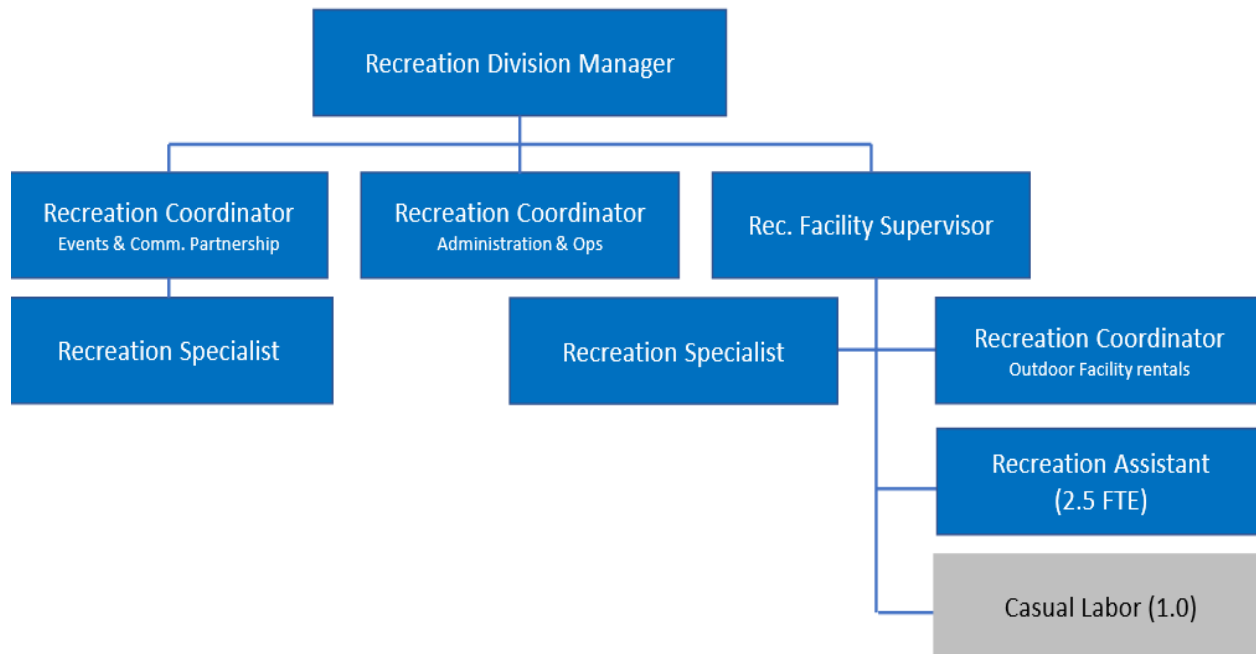 Recreation Division Manager
Recreation Coordinator
Events & Comm. Partnership
Recreation Coordinator
Administration & Ops
Rec. Facility Supervisor
Recreation Specialist
Recreation Specialist
Recreation Coordinator
Outdoor Facility rentals
Recreation Assistant
(2.5 FTE)
Casual Labor (1.0)